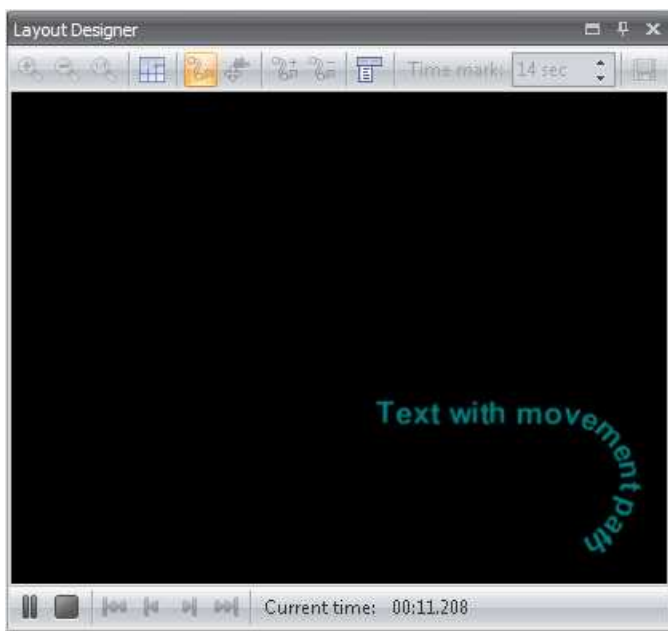 Layout Designer
Time mark: 14 sec
Text with movement path
Current time: 00:11.208